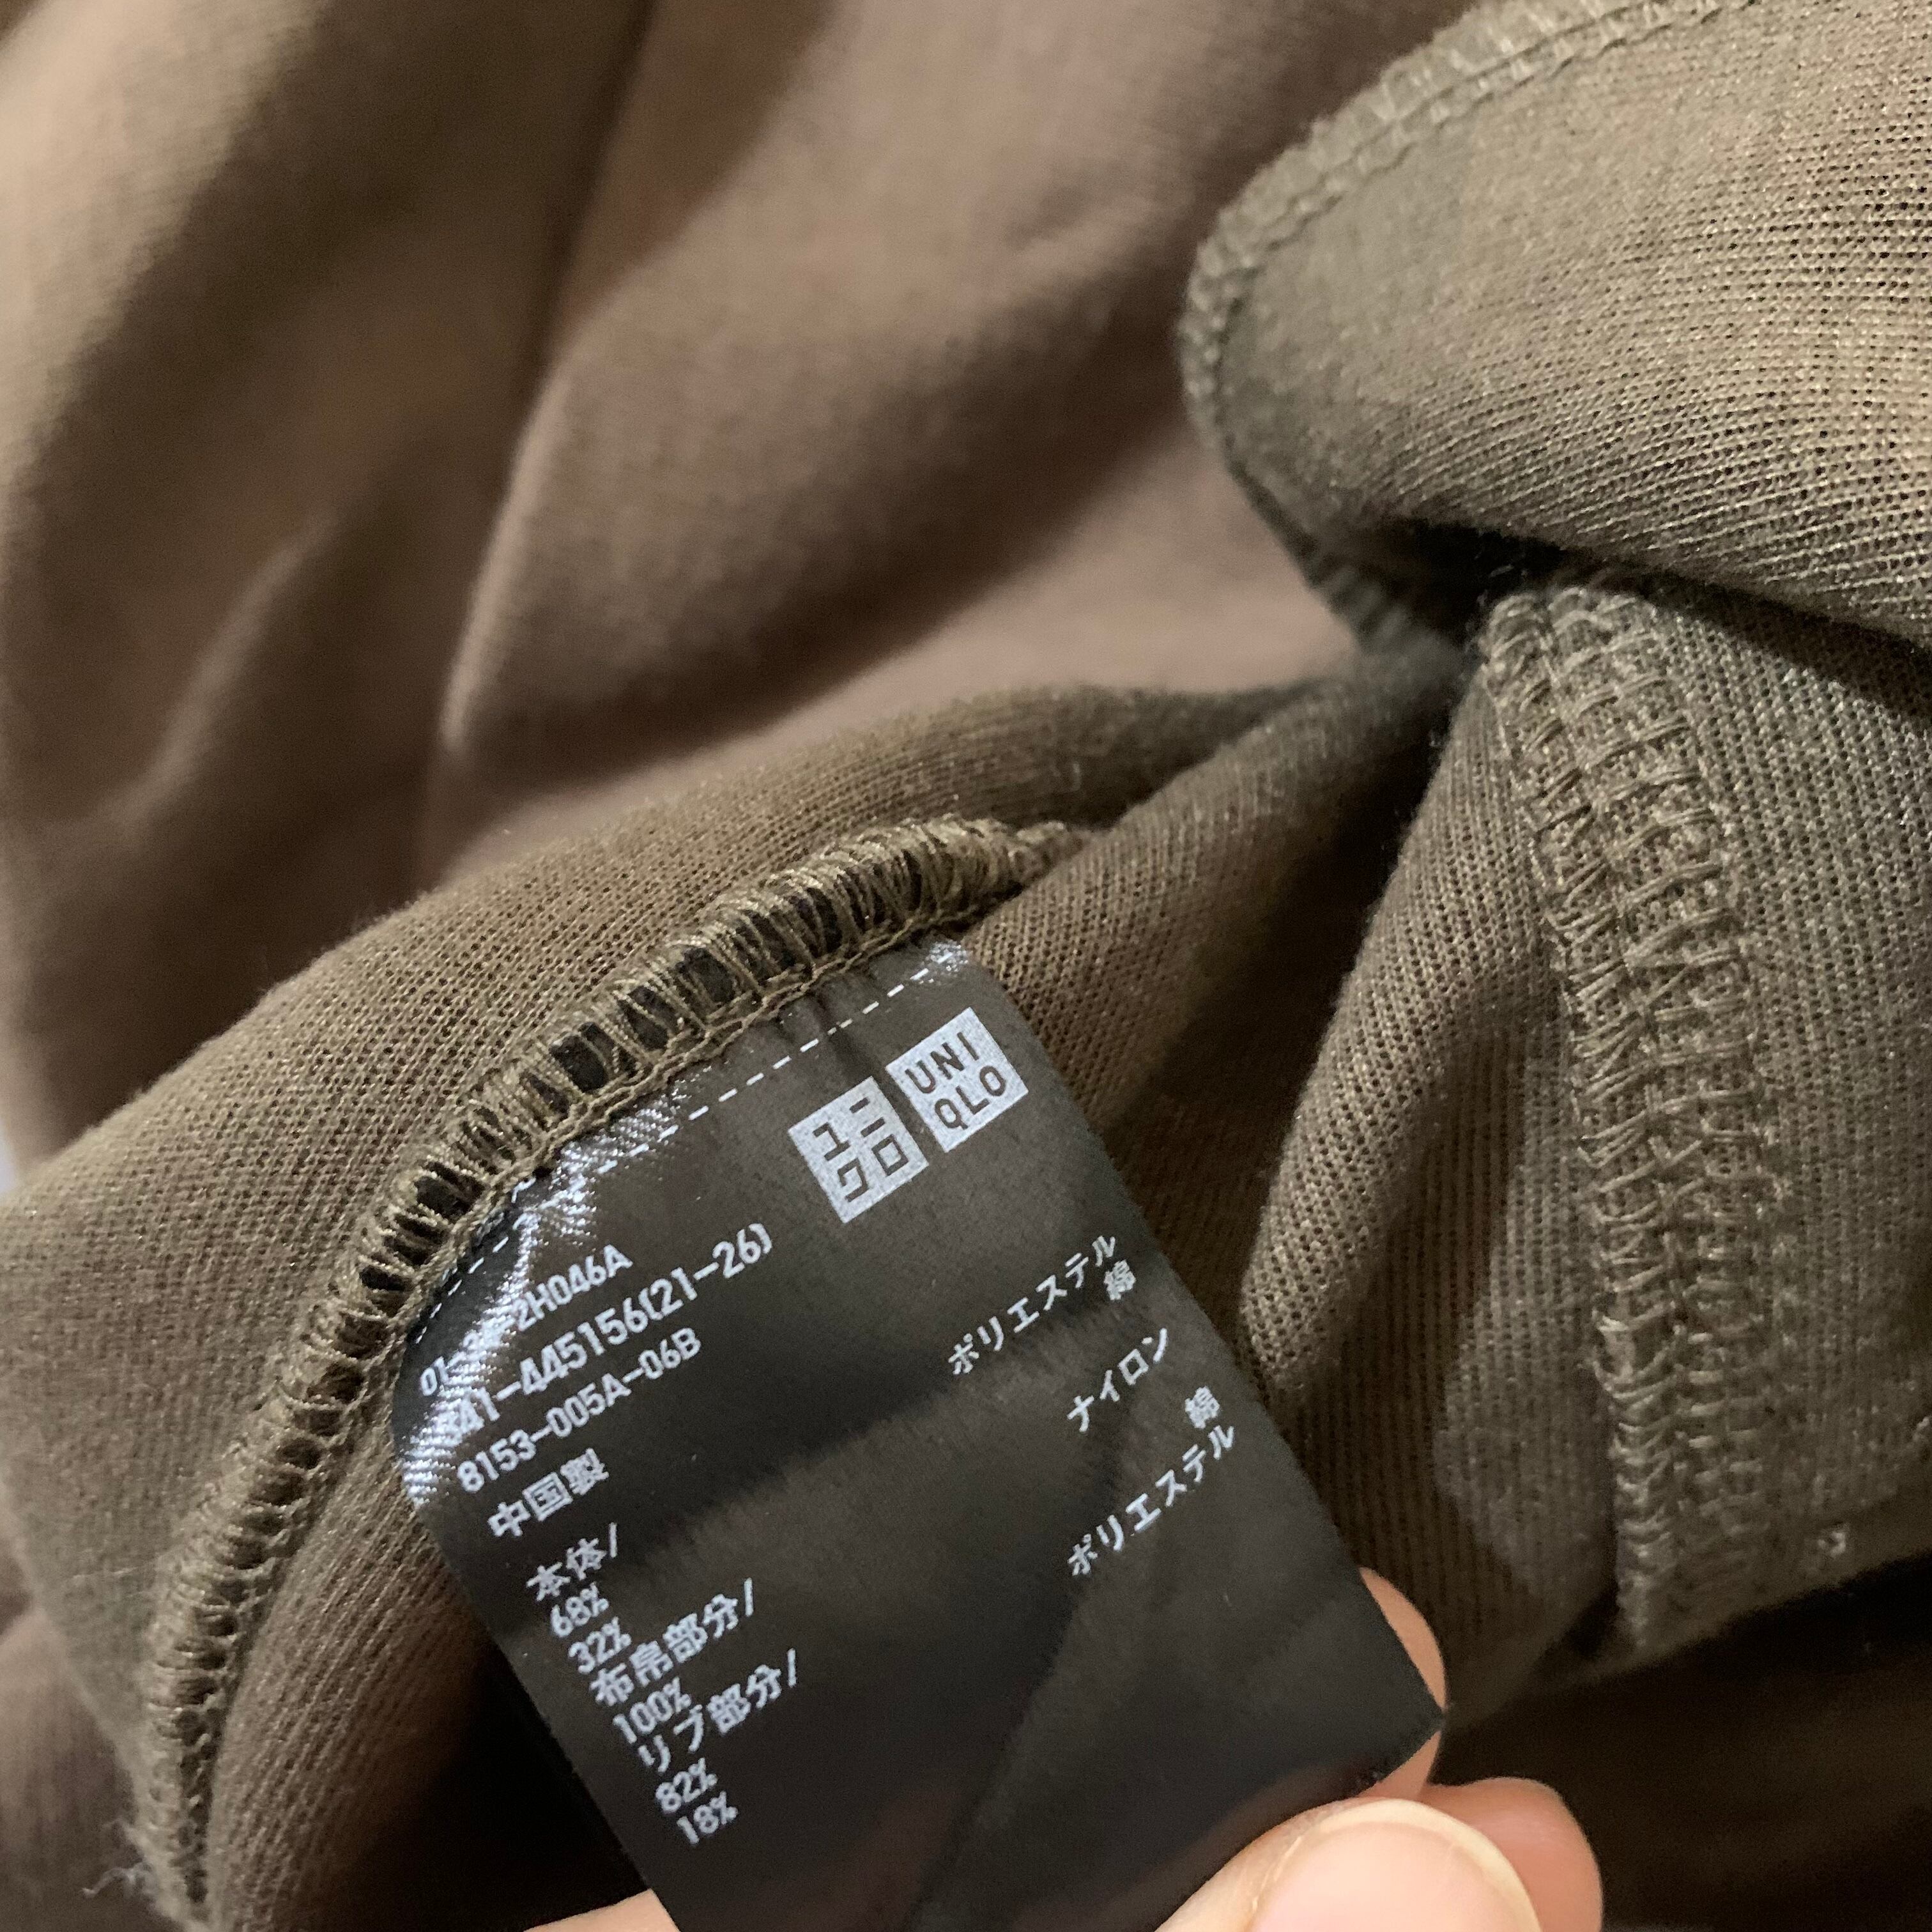 ユニ
クロ
UNI
QLO
2H046A
341-445156(21-26)
8153-005A-06B
中国製
本体/
68% ポリエステル
32% 綿
布帛部分/
100% ナイロン
リブ部分/
82% 綿
18% ポリエステル